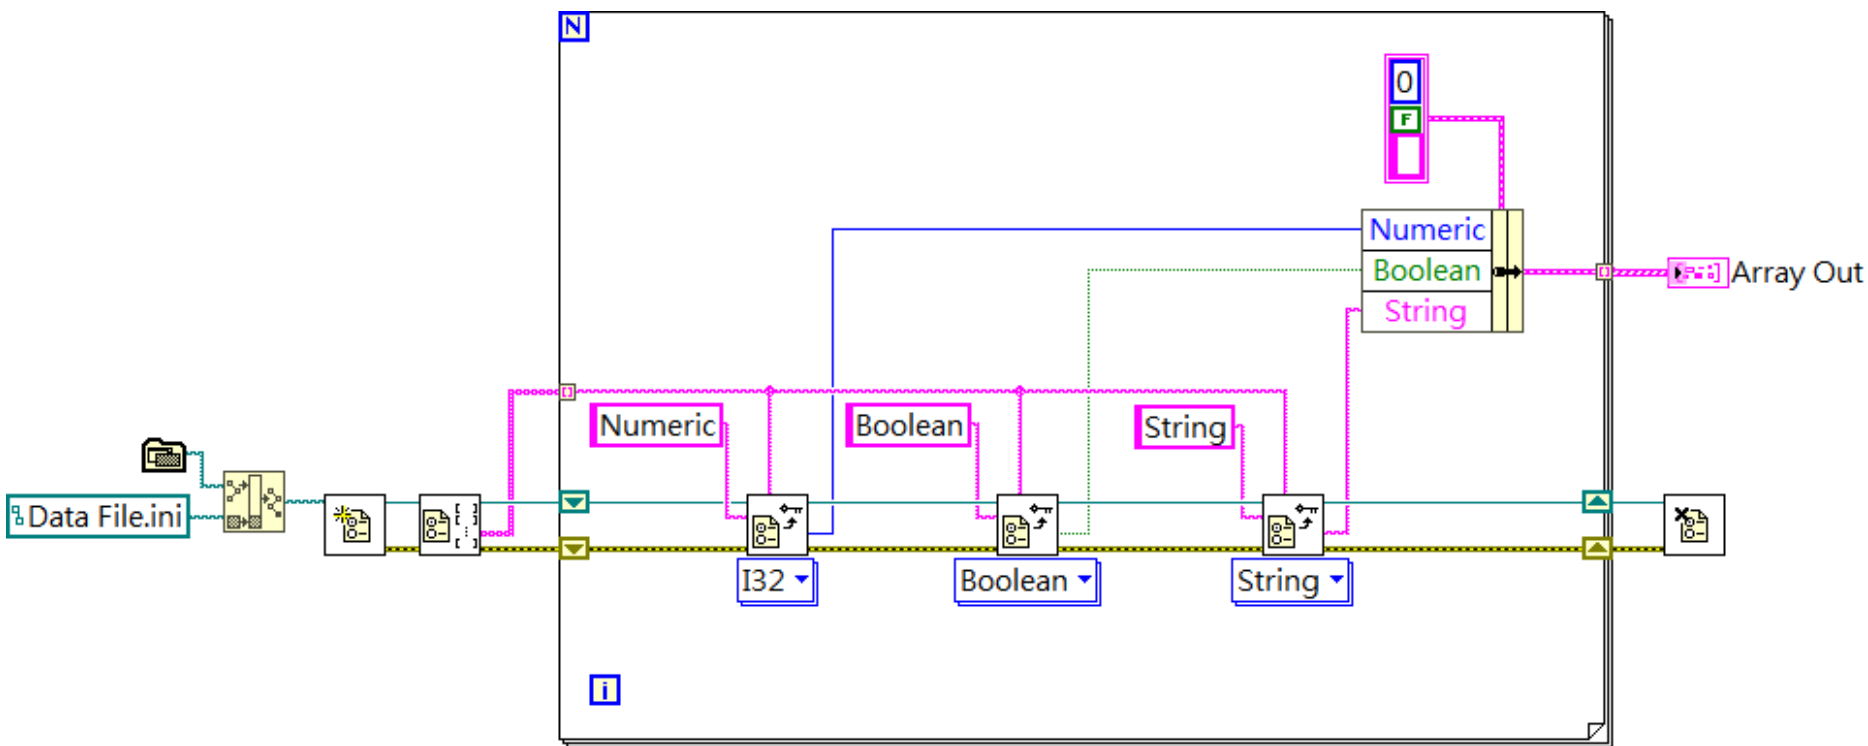 N
0
F
Numeric
Boolean
String
Array Out
Numeric
Boolean
String
Data File.ini
I32
Boolean
String
i